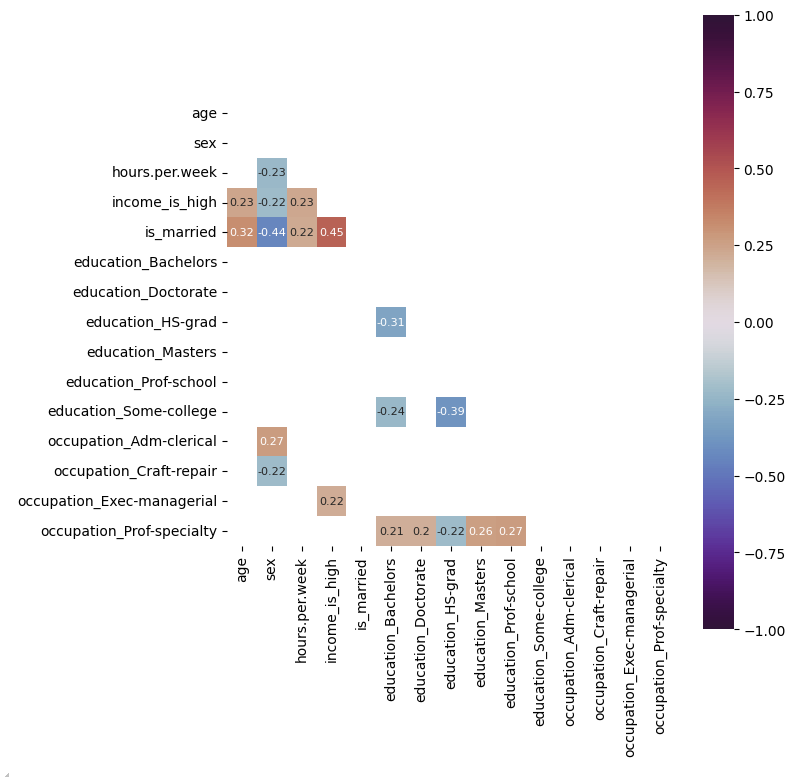 1.00
0.75
0.50
0.25
0.00
−0.25
−0.50
−0.75
−1.00
age
sex
hours.per.week -0.23
income_is_high 0.23 -0.22 0.23
is_married 0.32 -0.44 0.22 0.45
education_Bachelors
education_Doctorate
education_HS-grad -0.31
education_Masters
education_Prof-school
education_Some-college -0.24 -0.39
occupation_Adm-clerical 0.27
occupation_Craft-repair -0.22
occupation_Exec-managerial 0.22
occupation_Prof-specialty 0.21 0.2 -0.22 0.26 0.27
age
sex
hours.per.week
income_is_high
is_married
education_Bachelors
education_Doctorate
education_HS-grad
education_Masters
education_Prof-school
education_Some-college
occupation_Adm-clerical
occupation_Craft-repair
occupation_Exec-managerial
occupation_Prof-specialty